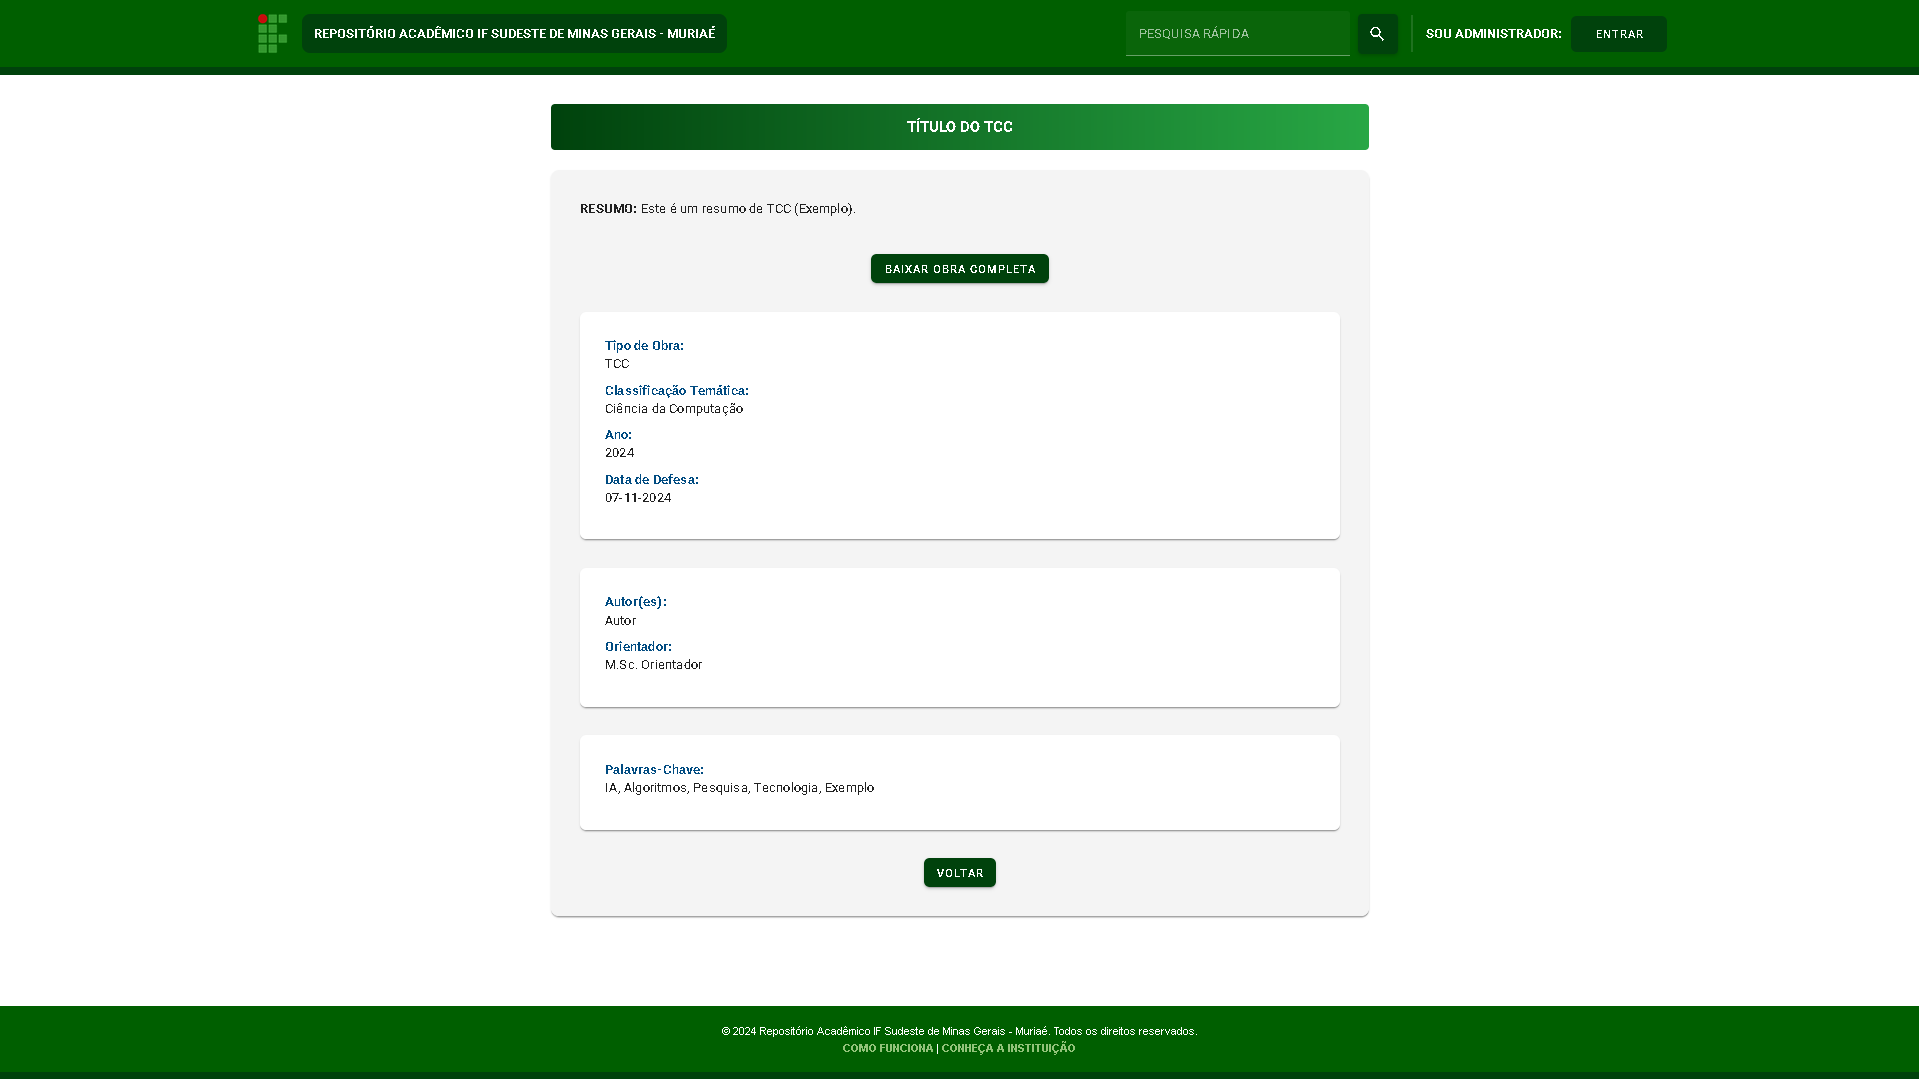 REPOSITÓRIO ACADÊMICO IF SUDESTE DE MINAS GERAIS - MURIAÉ
PESQUISA RÁPIDA
SOU ADMINISTRADOR:
ENTRAR
TÍTULO DO TCC
RESUMO: Este é um resumo de TCC (Exemplo).
BAIXAR OBRA COMPLETA
Tipo de Obra:
TCC
Classificação Temática:
Ciência da Computação
Ano:
2024
Data de Defesa:
07-11-2024
Autor(es):
Autor
Orientador:
M.Sc. Orientador
Palavras-Chave:
IA, Algoritmos, Pesquisa, Tecnologia, Exemplo
VOLTAR
© 2024 Repositório Acadêmico IF Sudeste de Minas Gerais - Muriaé. Todos os direitos reservados.
COMO FUNCIONA | CONHEÇA A INSTITUIÇÃO